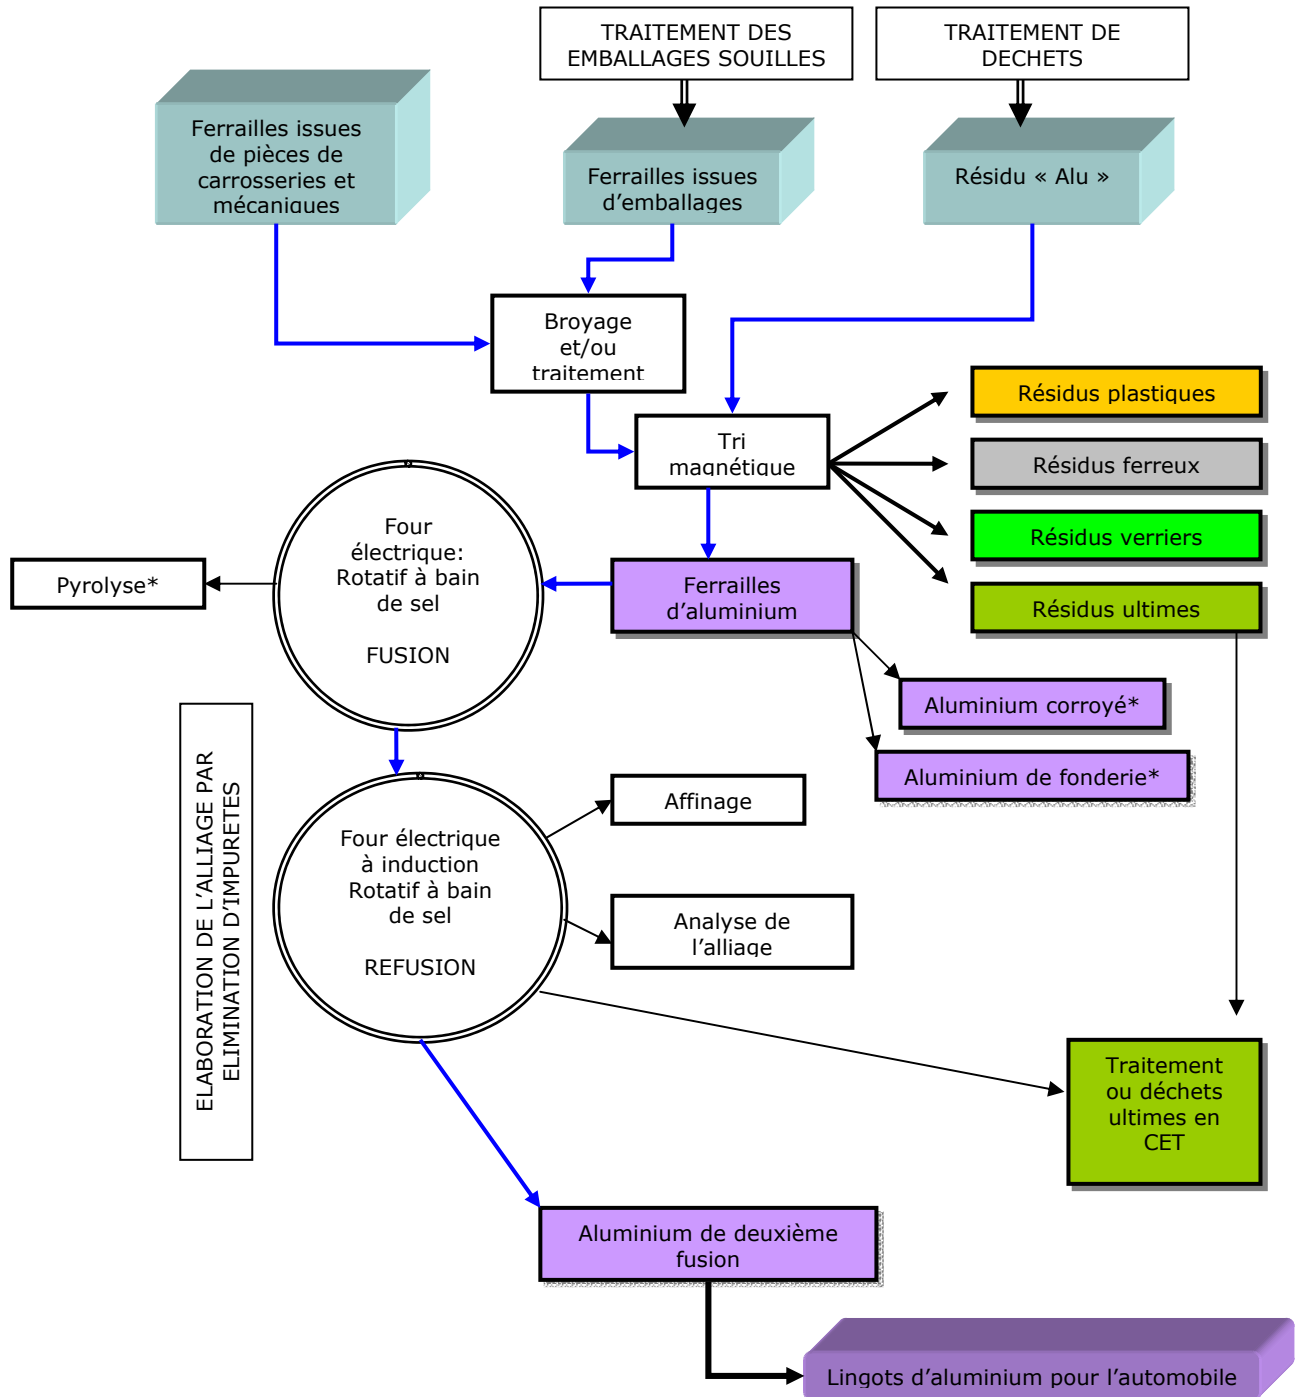 TRAITEMENT DES
EMBALLAGES SOUILLES
TRAITEMENT DE
DECHETS
Ferrailles issues
de pièces de
carrosseries et
mécaniques
Ferrailles issues
d’emballages
Résidu « Alu »
Broyage
et/ou
traitement
Tri
magnétique
Résidus plastiques
Résidus ferreux
Résidus verriers
Résidus ultimes
Four
électrique:
Rotatif à bain
de sel
FUSION
Pyrolyse*
Ferrailles
d’aluminium
Aluminium corroyé*
Aluminium de fonderie*
ELABORATION DE L’ALLIAGE PAR
ELIMINATION D’IMPURETES
Four électrique
à induction
Rotatif à bain
de sel
REFUSION
Affinage
Analyse de
l’alliage
Traitement
ou déchets
ultimes en
CET
Aluminium de deuxième
fusion
Lingots d’aluminium pour l’automobile